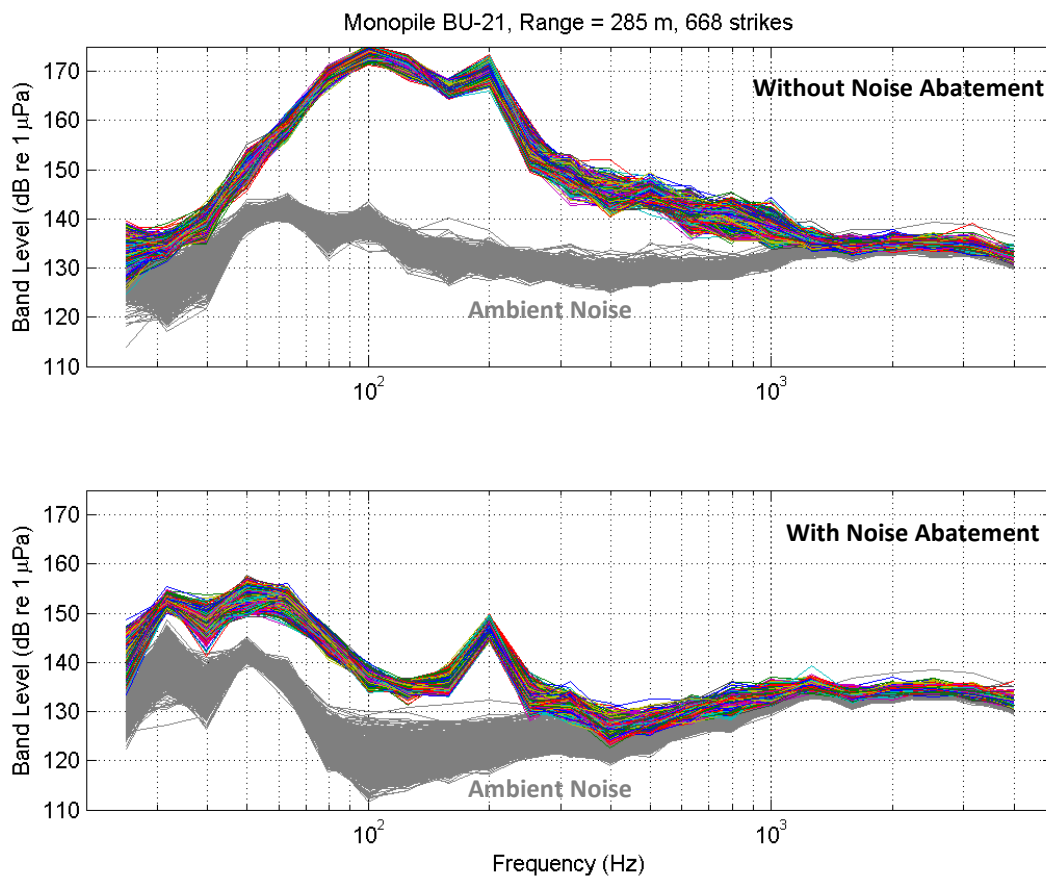 Monopile BU-21, Range = 285 m, 668 strikes
Without Noise Abatement
Band Level (dB re 1 μPa)
170
160
150
140
130
120
110
Ambient Noise
10² 10³
With Noise Abatement
Band Level (dB re 1 μPa)
170
160
150
140
130
120
110
Ambient Noise
10² 10³
Frequency (Hz)